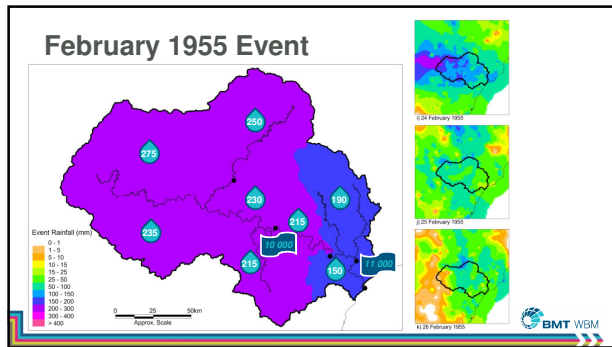 February 1955 Event
250
275
230
190
215
235
10 000
215
11 000
150
Event Rainfall (mm)
0 - 1
1 - 5
5 - 10
10 - 15
15 - 25
25 - 50
50 - 100
100 - 150
150 - 200
200 - 300
300 - 400
> 400
0 25 50km
Approx. Scale
i) 24 February 1955
j) 25 February 1955
k) 26 February 1955
BMT WBM